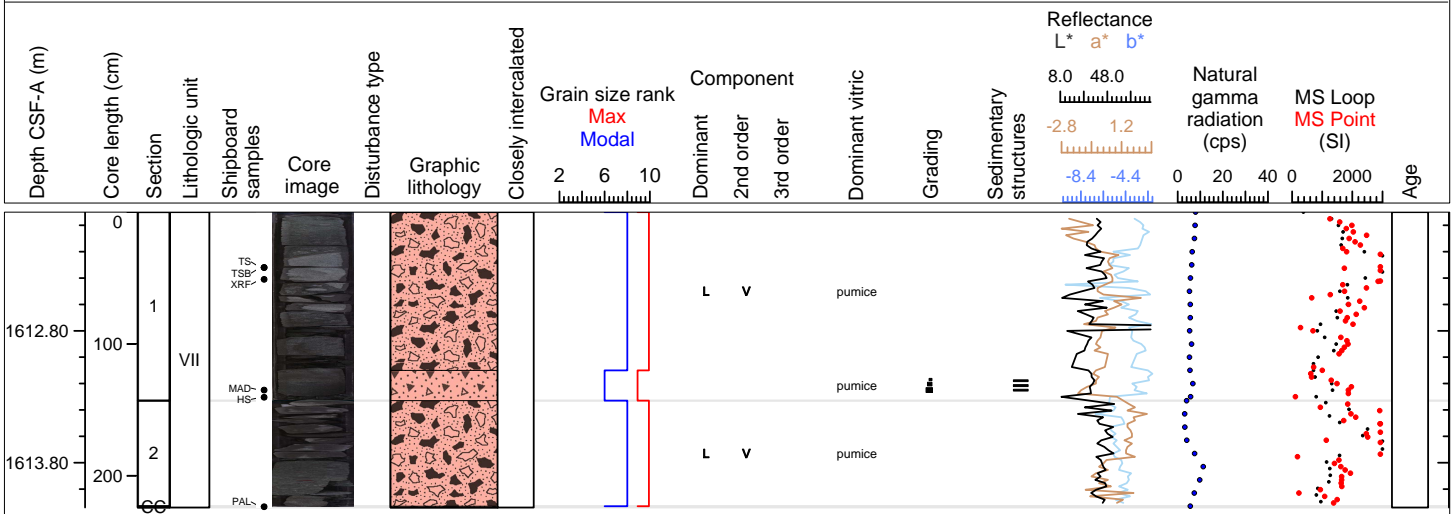 Depth CSF-A (m)
Core length (cm)
Section
Lithologic unit
Shipboard
samples
Core
image
Disturbance type
Graphic
lithology
Closely intercalated
Grain size rank
Max
Modal
2 6 10
Component
Dominant
2nd order
3rd order
Dominant vitric
Grading
Sedimentary
structures
Reflectance
L* a* b*
8.0 48.0
-2.8 1.2
-8.4 -4.4
Natural
gamma
radiation
(cps)
0 20 40
MS Loop
MS Point
(SI)
0 2000
Age
0
TS
TSB
XRF
1
L V pumice
1612.80
100
VII
MAD
HS
pumice
2
L V pumice
1613.80
200
PAL
CC